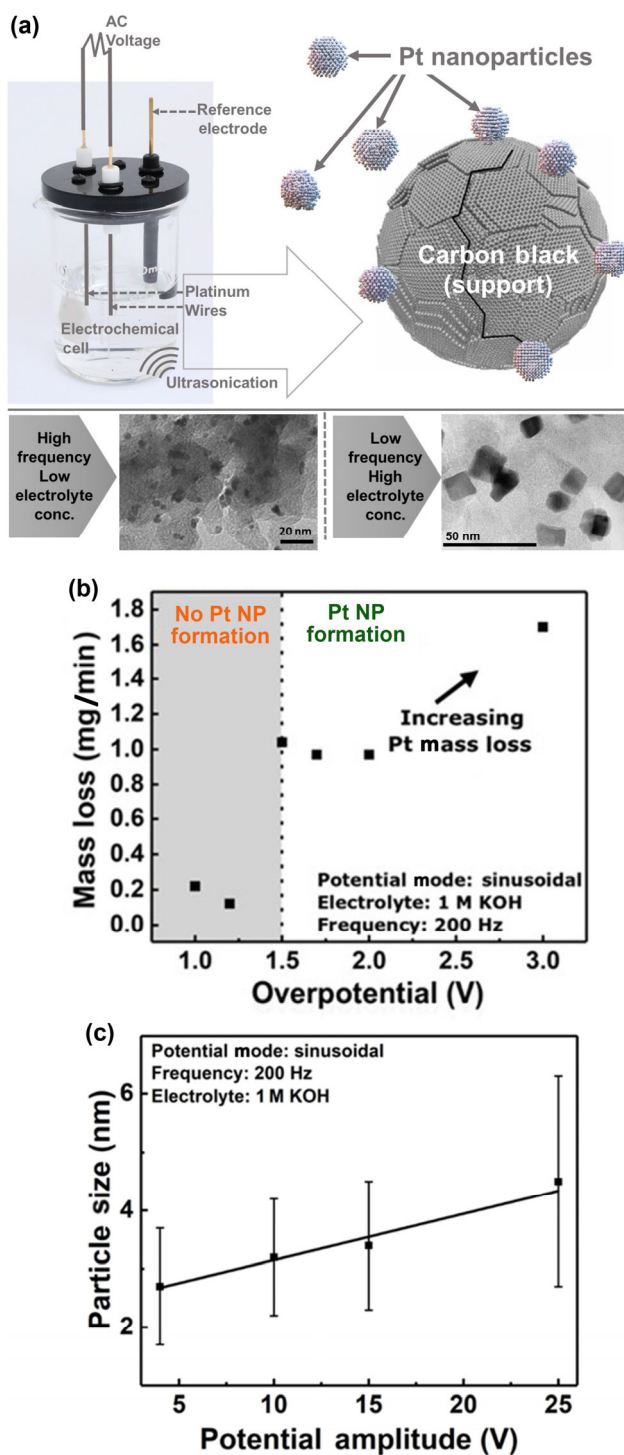 (a)
AC
Voltage
Reference
electrode
Pt nanoparticles
Carbon black
(support)
Platinum
Wires
Electrochemical
cell
Ultrasonication
High
frequency
Low
electrolyte
conc.
20 nm
Low
frequency
High
electrolyte
conc.
50 nm
(b)
No Pt NP
formation
Pt NP
formation
Increasing
Pt mass loss
Potential mode: sinusoidal
Electrolyte: 1 M KOH
Frequency: 200 Hz
Mass loss (mg/min)
1.8
1.6
1.4
1.2
1.0
0.8
0.6
0.4
0.2
0.0
1.0 1.5 2.0 2.5 3.0
Overpotential (V)
(c)
Potential mode: sinusoidal
Frequency: 200 Hz
Electrolyte: 1 M KOH
Particle size (nm)
6
4
2
5 10 15 20 25
Potential amplitude (V)